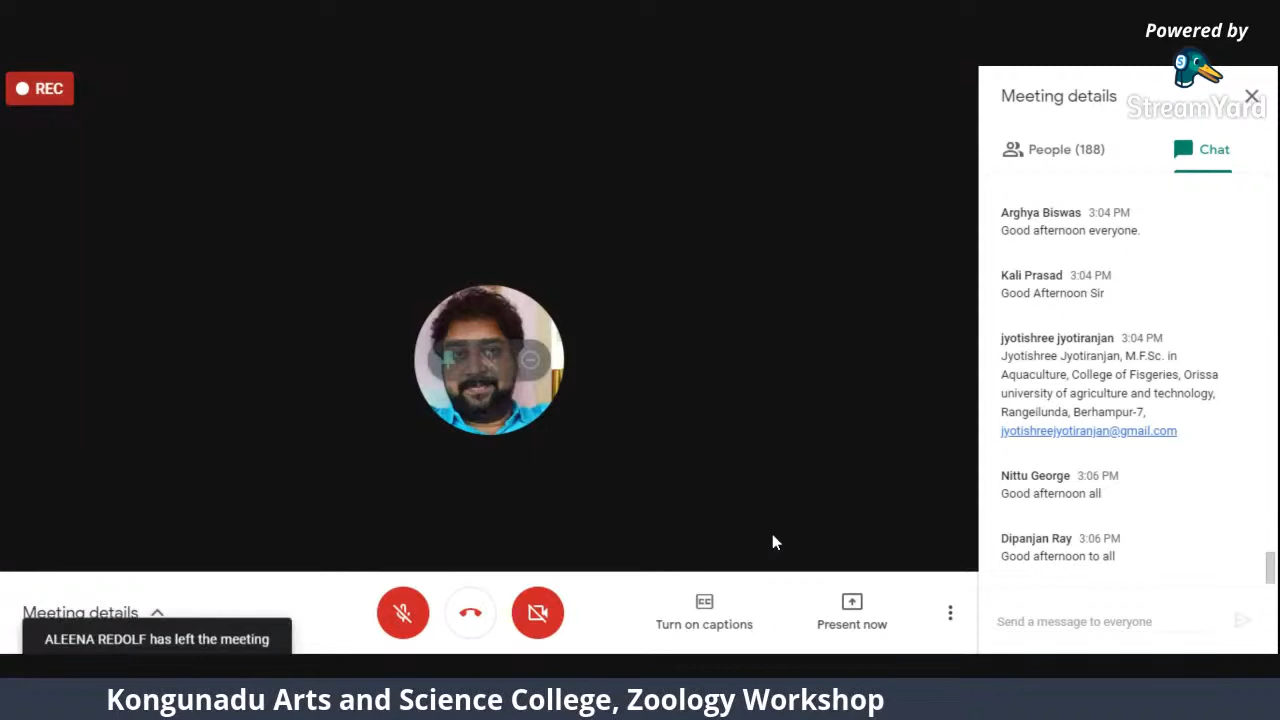 Powered by
StreamYard
REC
Meeting details
People (188)
Chat
Arghya Biswas 3:04 PM
Good afternoon everyone.
Kali Prasad 3:04 PM
Good Afternoon Sir
jyotishree jyotiranjan 3:04 PM
Jyotishree Jyotiranjan, M.F.Sc. in
Aquaculture, College of Fisgeries, Orissa
university of agriculture and technology,
Rangeilunda, Berhampur-7,
jyotishreejyotiranjan@gmail.com
Nittu George 3:06 PM
Good afternoon all
Dipanjan Ray 3:06 PM
Good afternoon to all
Send a message to everyone
Meeting details
CC
Turn on captions
Present now
ALEENA REDOLF has left the meeting
Kongunadu Arts and Science College, Zoology Workshop